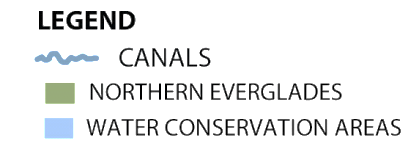 LEGEND
CANALS
NORTHERN EVERGLADES
WATER CONSERVATION AREAS